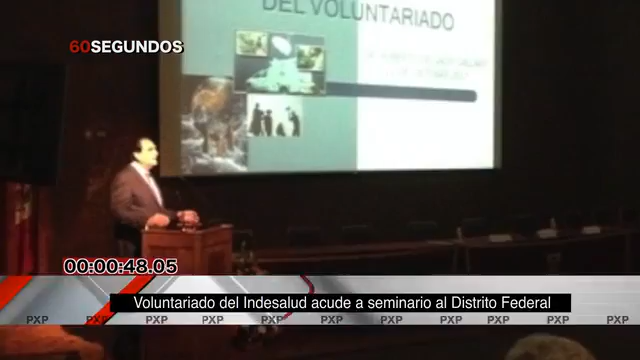 DEL VOLUNTARIADO
60SEGUNDOS
00:00:48.05
Voluntariado del Indesalud acude a seminario al Distrito Federal
PXP PXP PXP PXP PXP PXP PXP PXP PXP PXP PXP